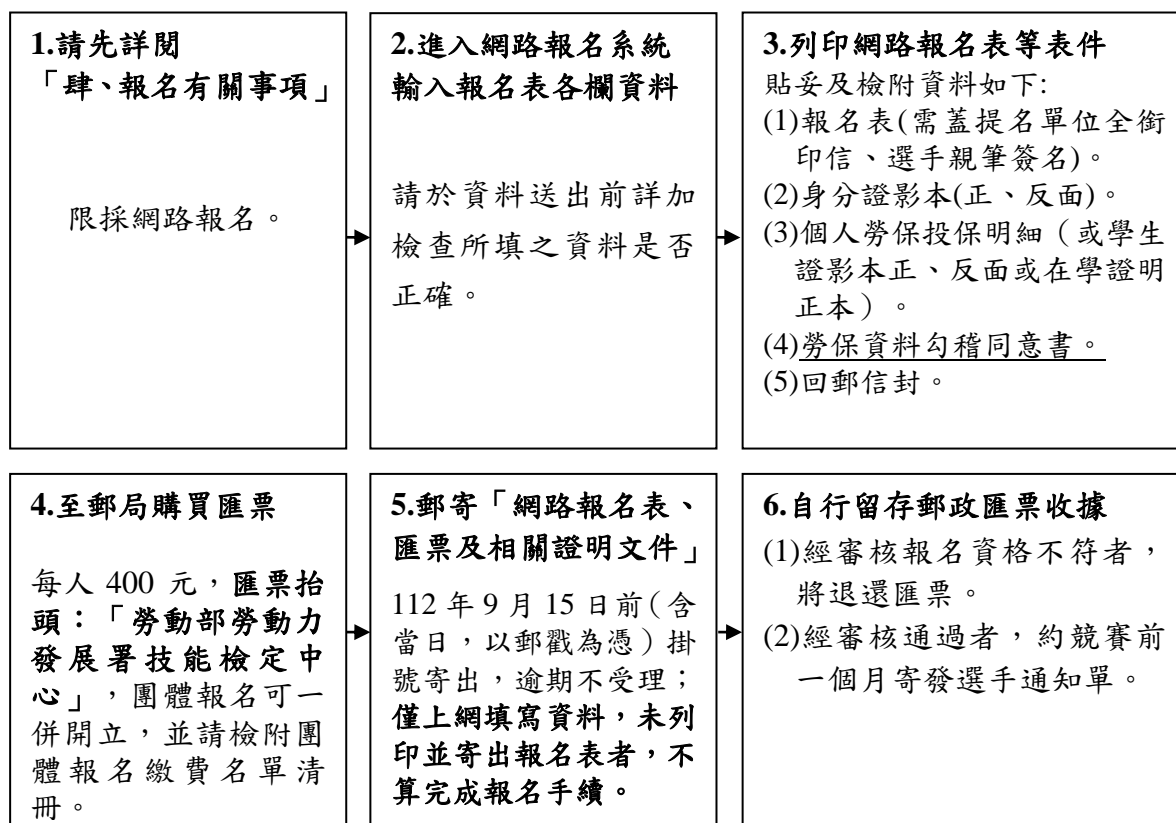 1.請先詳閱
「肆、報名有關事項」
限採網路報名。
2.進入網路報名系統
輸入報名表各欄資料
請於資料送出前詳加
檢查所填之資料是否
正確。
3.列印網路報名表等表件
貼妥及檢附資料如下:
(1)報名表(需蓋提名單位全銜
印信、選手親筆簽名)。
(2)身分證影本(正、反面)。
(3)個人勞保投保明細（或學生
證影本正、反面或在學證明
正本）。
(4)勞保資料勾稽同意書。
(5)回郵信封。
4.至郵局購買匯票
每人 400 元，匯票抬
頭：「勞動部勞動力
發展署技能檢定中
心」，團體報名可一
併開立，並請檢附團
體報名繳費名單清
冊。
5.郵寄「網路報名表、
匯票及相關證明文件」
112 年 9 月 15 日前（含
當日，以郵戳為憑）掛
號寄出，逾期不受理；
僅上網填寫資料，未列
印並寄出報名表者，不
算完成報名手續。
6.自行留存郵政匯票收據
(1)經審核報名資格不符者，
將退還匯票。
(2)經審核通過者，約競賽前
一個月寄發選手通知單。